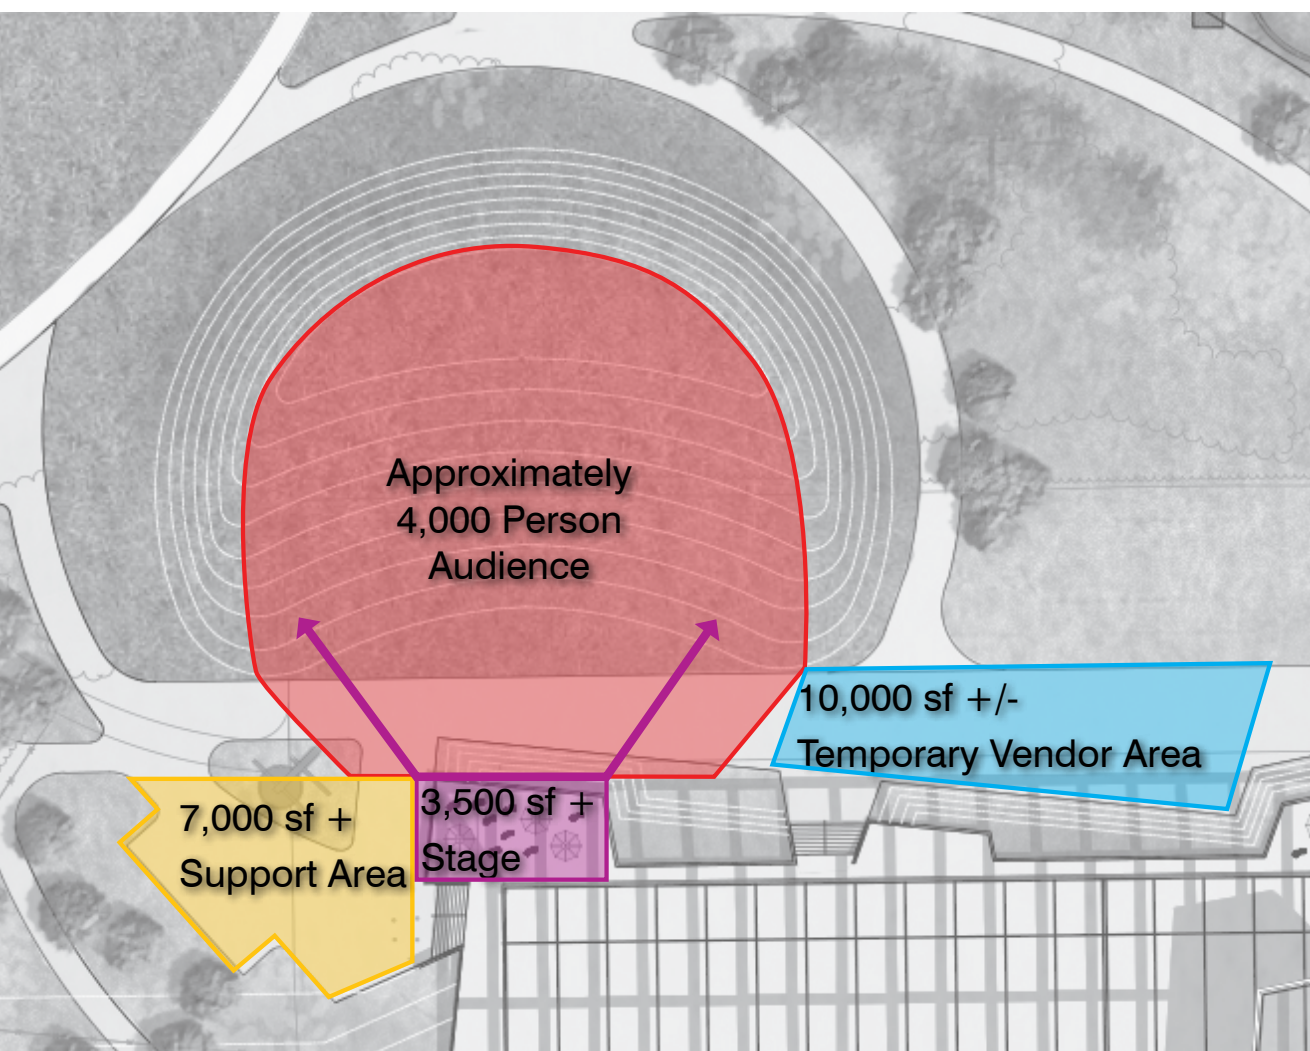 Approximately
4,000 Person
Audience
10,000 sf +/-
Temporary Vendor Area
7,000 sf +
Support Area
3,500 sf +
Stage